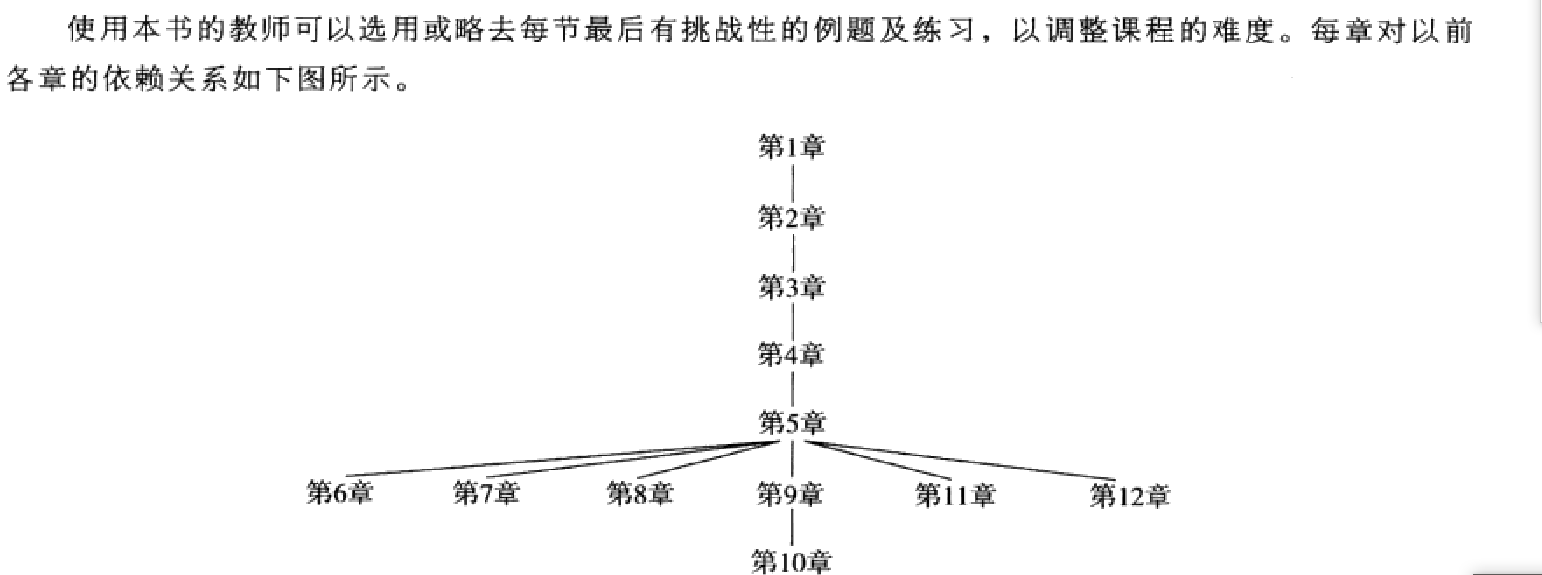 使用本书的教师可以选用或略去每节最后有挑战性的例题及练习，以调整课程的难度。每章对以前
各章的依赖关系如下图所示。
第1章
第2章
第3章
第4章
第5章
第6章 第7章 第8章 第9章 第11章 第12章
第10章